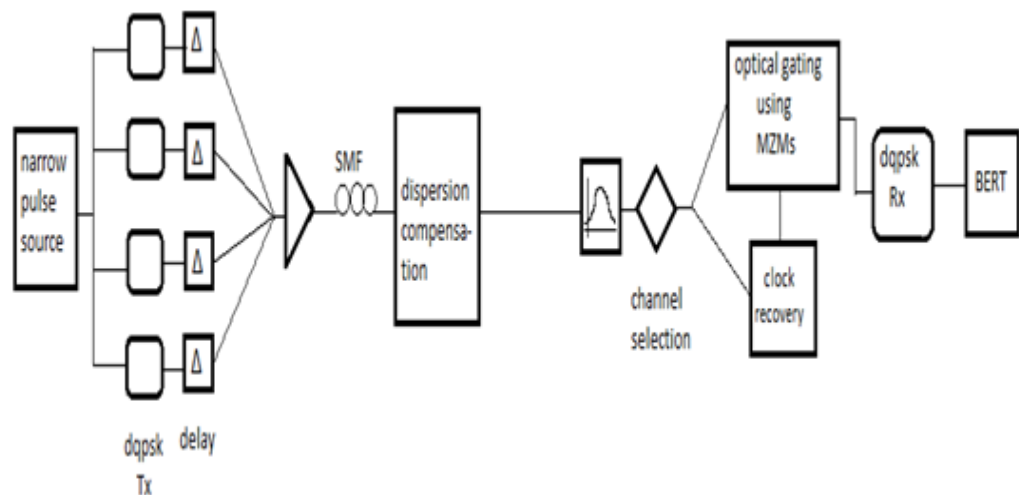 narrow
pulse
source
Δ
Δ
Δ
Δ
dqpsk
Tx
delay
SMF
dispersion
compensa-
tion
channel
selection
optical gating
using
MZMs
clock
recovery
dqpsk
Rx
BERT